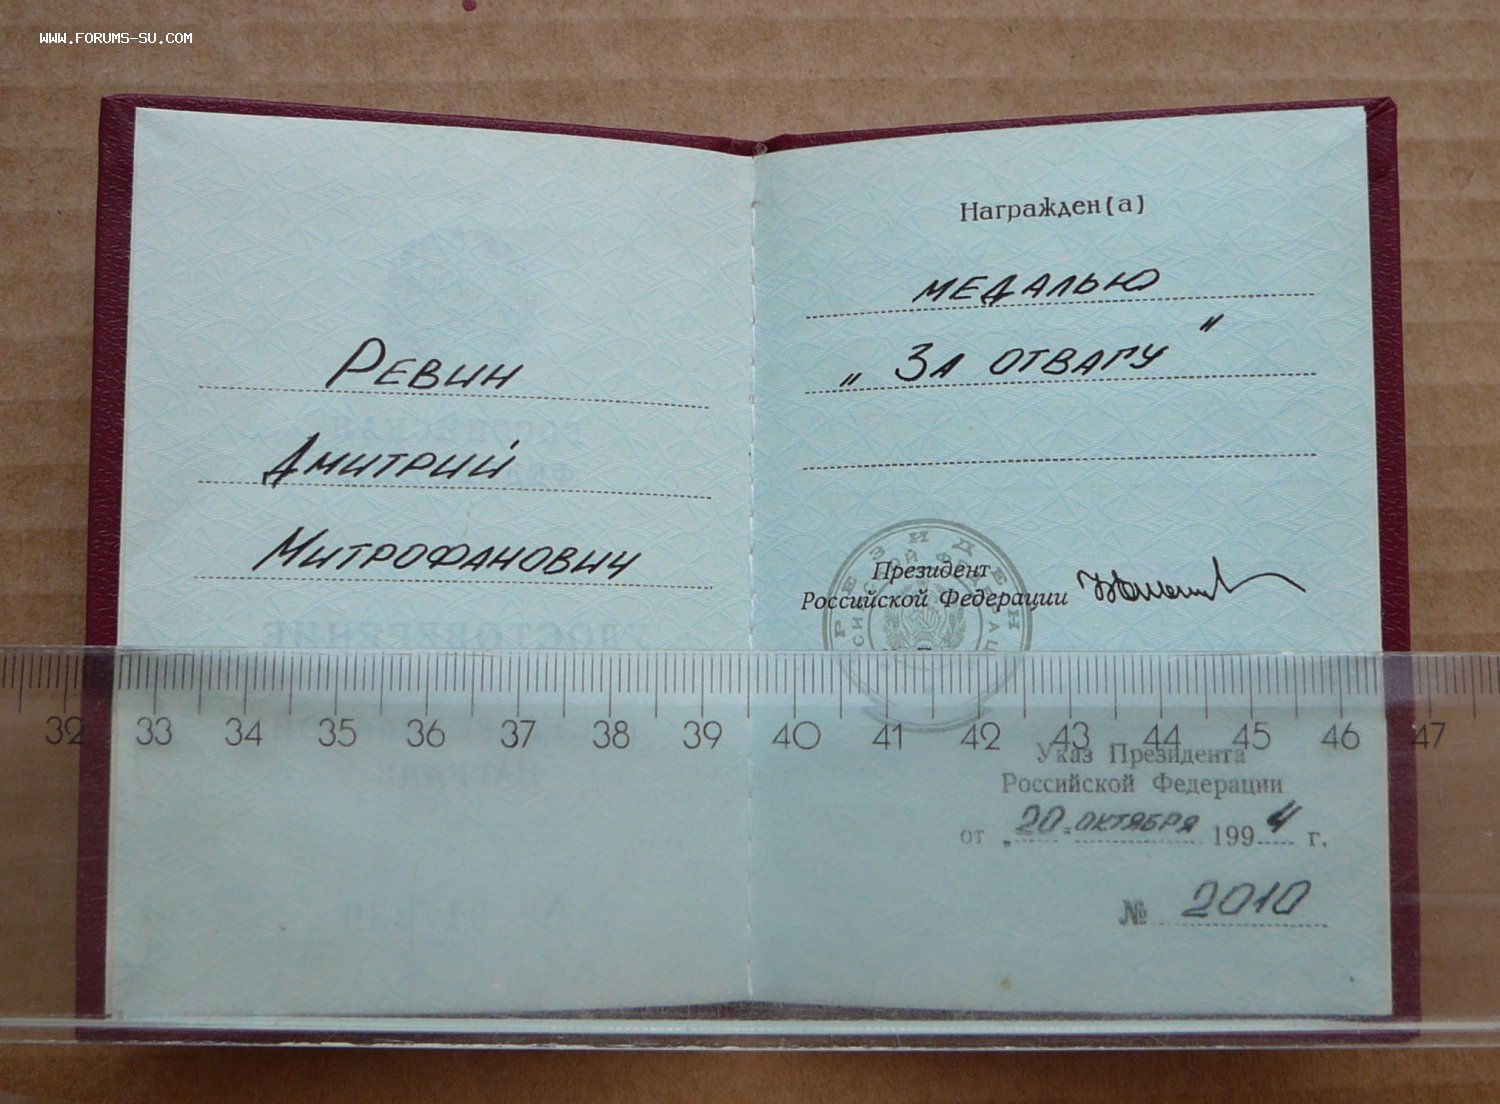 www.forums-su.com
Ревин
Дмитрий
Митрофанович
Награжден(а)
медалью
„За отвагу"
Президент
Российской Федерации
32 33 34 35 36 37 38 39 40 41 42 43 44 45 46 47
Указ Президента
Российской Федерации
от „20" октября 1994 г.
№ 2010